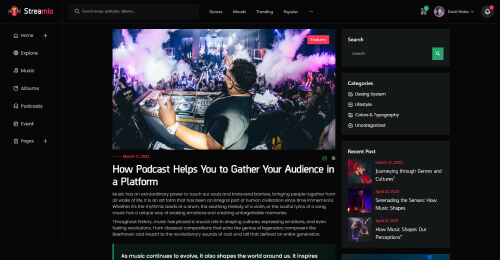 Streamio
Search song, podcasts, albums...
Genres
Moods
Trending
Popular
David Malan
Home
Explore
Music
Albums
Podcasts
Event
Pages
Features
March 21, 2023
How Podcast Helps You to Gather Your Audience in
a Platform
Music has an extraordinary power to touch our souls and transcend barriers, bringing people together from
all walks of life. It is an art form that has been an integral part of human civilization since time immemorial.
Whether it's the rhythmic beats of a drum, the soothing melody of a violin, or the soulful lyrics of a song,
music has a unique way of evoking emotions and creating unforgettable memories.
Throughout history, music has played a crucial role in shaping cultures, expressing emotions, and even
fueling revolutions. From classical compositions that echo the genius of legendary composers like
Beethoven and Mozart to the revolutionary sounds of rock and roll that defined an entire generation.
As music continues to evolve, it also shapes the world around us. It inspires
Search
Search
Categories
Desing System
Lifestyle
Colors & Typography
Uncategorized
Recent Post
March 21, 2023
Journeying through Genres and
Cultures"
April 22, 2023
Serenading the Senses: How
Music Shapes
April 21, 2023
How Music Shapes Our
Perceptions"